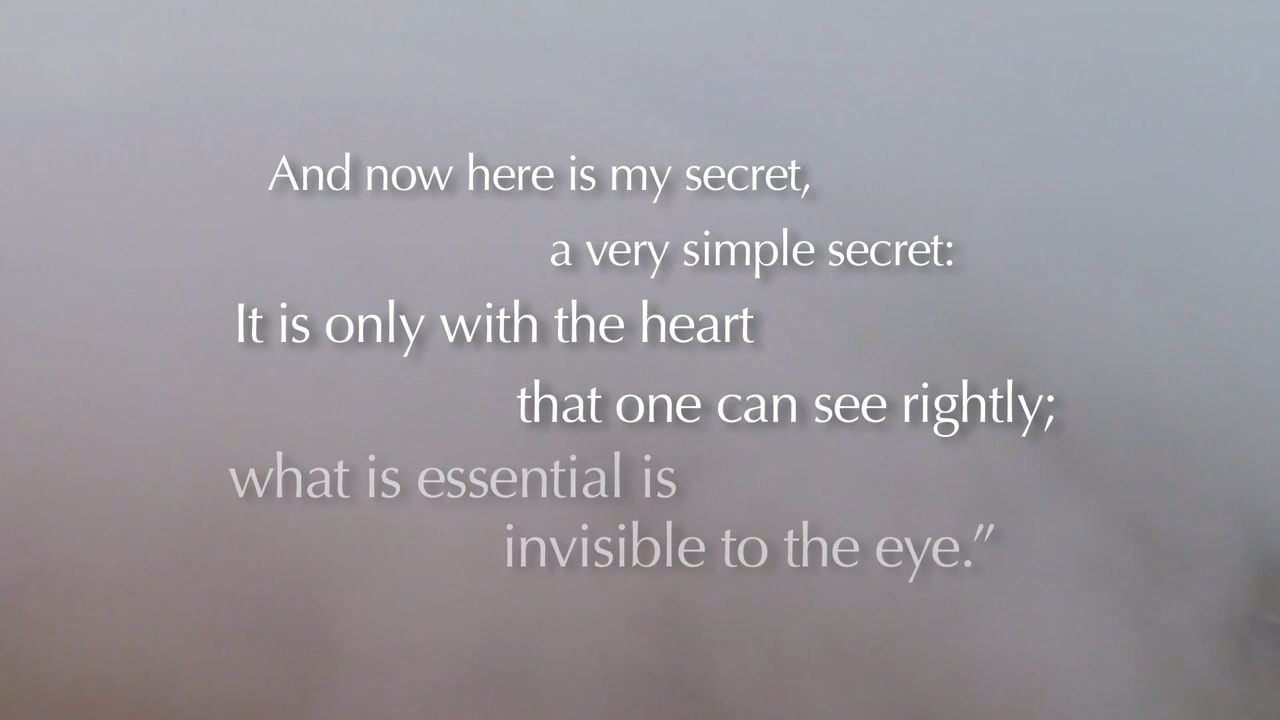 And now here is my secret,
a very simple secret:
It is only with the heart
that one can see rightly;
what is essential is
invisible to the eye.”